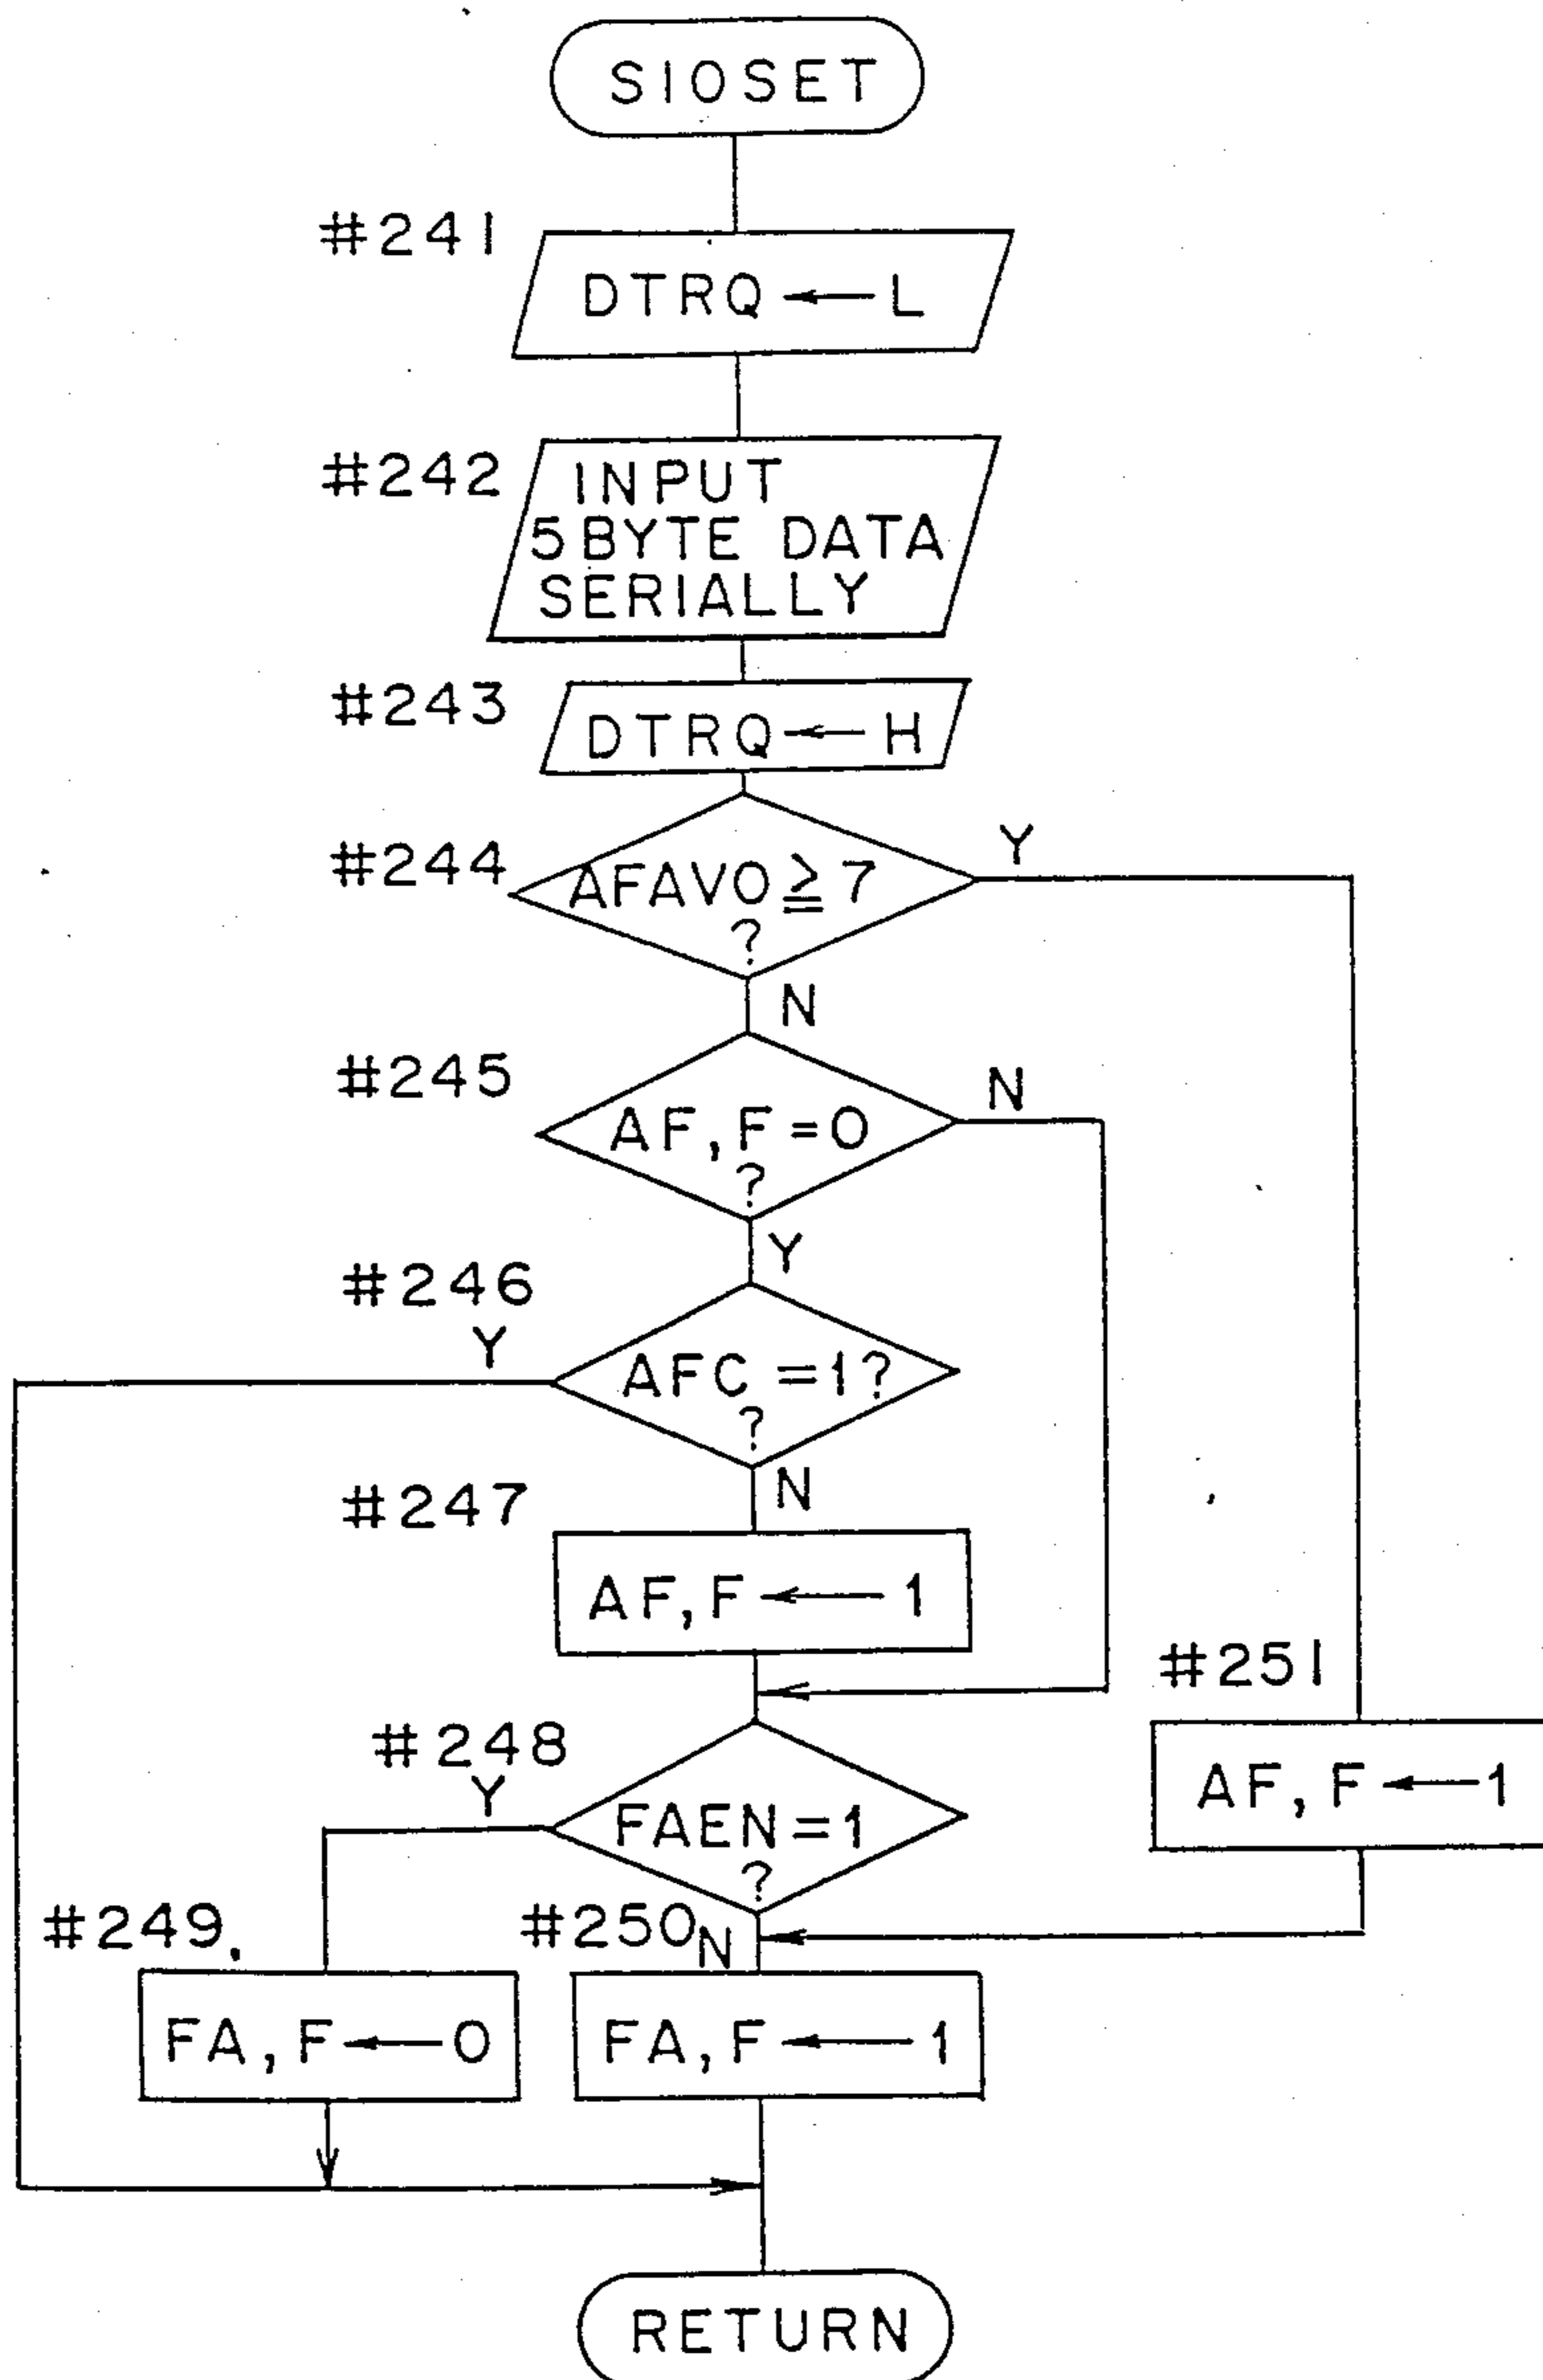 SIOSET
#241
DTRQ ← L
#242
INPUT
5 BYTE DATA
SERIALLY
#243
DTRQ ← H
#244
AFAVO ≧ 7
?
Y
N
#245
AF, F = 0
?
N
Y
#246
Y
AFC = 1?
?
N
#247
AF, F ← 1
#251
AF, F ← 1
#248
Y
FAEN = 1
?
N
#249
FA, F ← 0
#250
FA, F ← 1
RETURN